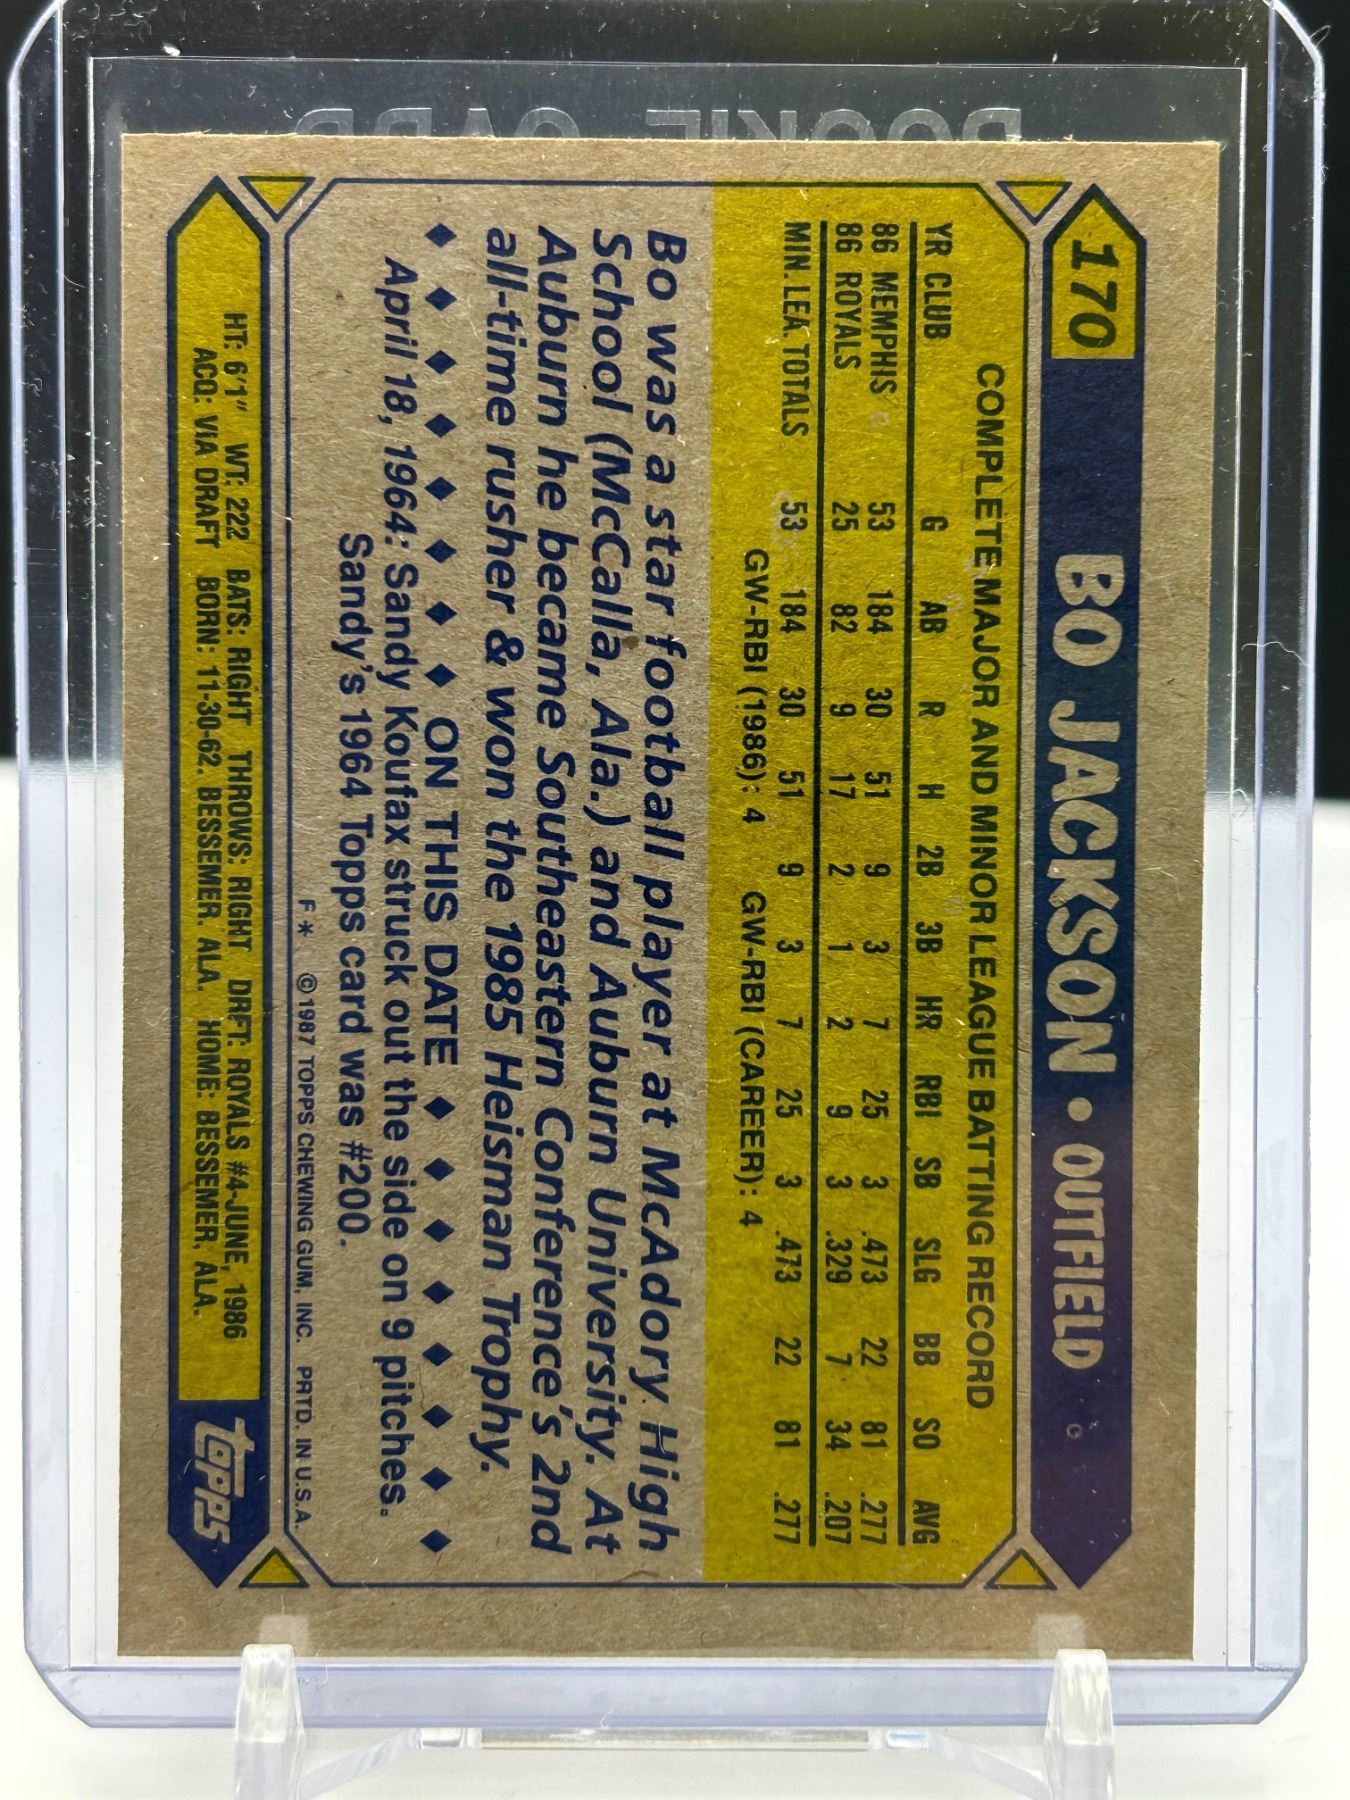 ROOKIE CARD
170 BO JACKSON • OUTFIELD
COMPLETE MAJOR AND MINOR LEAGUE BATTING RECORD
YR CLUB G AB R H 2B 3B HR RBI SB SLG BB SO AVG
86 MEMPHIS 53 184 30 51 9 3 7 25 3 .473 22 81 .277
86 ROYALS 25 82 9 17 2 1 2 9 3 .329 7 34 .207
MIN. LEA. TOTALS 53 184 30 51 9 3 7 25 3 .473 22 81 .277
GW-RBI (1986): 4 GW-RBI (CAREER): 4
Bo was a star football player at McAdory High
School (McCalla, Ala.) and Auburn University. At
Auburn he became Southeastern Conference's 2nd
all-time rusher & won the 1985 Heisman Trophy.
◆ ◆ ◆ ◆ ◆ ◆ ◆ ◆ ON THIS DATE ◆ ◆ ◆ ◆ ◆ ◆ ◆ ◆
April 18, 1964: Sandy Koufax struck out the side on 9 pitches.
Sandy's 1964 Topps card was #200.
F* © 1987 TOPPS CHEWING GUM, INC. PRTD. IN U.S.A.
HT: 6'1" WT: 222 BATS: RIGHT THROWS: RIGHT DRFT: ROYALS #4-JUNE, 1986
ACQ: VIA DRAFT BORN: 11-30-62. BESSEMER, ALA. HOME: BESSEMER, ALA.
topps